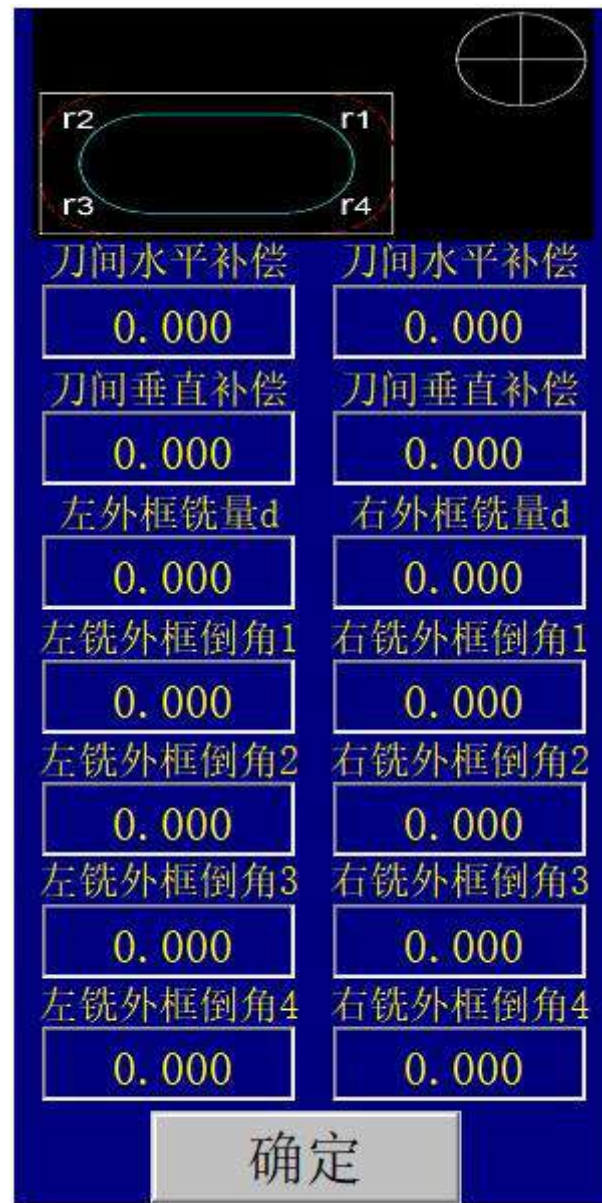 r2 r1
r3 r4
刀间水平补偿 刀间水平补偿
0.000 0.000
刀间垂直补偿 刀间垂直补偿
0.000 0.000
左外框铣量d 右外框铣量d
0.000 0.000
左铣外框倒角1 右铣外框倒角1
0.000 0.000
左铣外框倒角2 右铣外框倒角2
0.000 0.000
左铣外框倒角3 右铣外框倒角3
0.000 0.000
左铣外框倒角4 右铣外框倒角4
0.000 0.000
确定